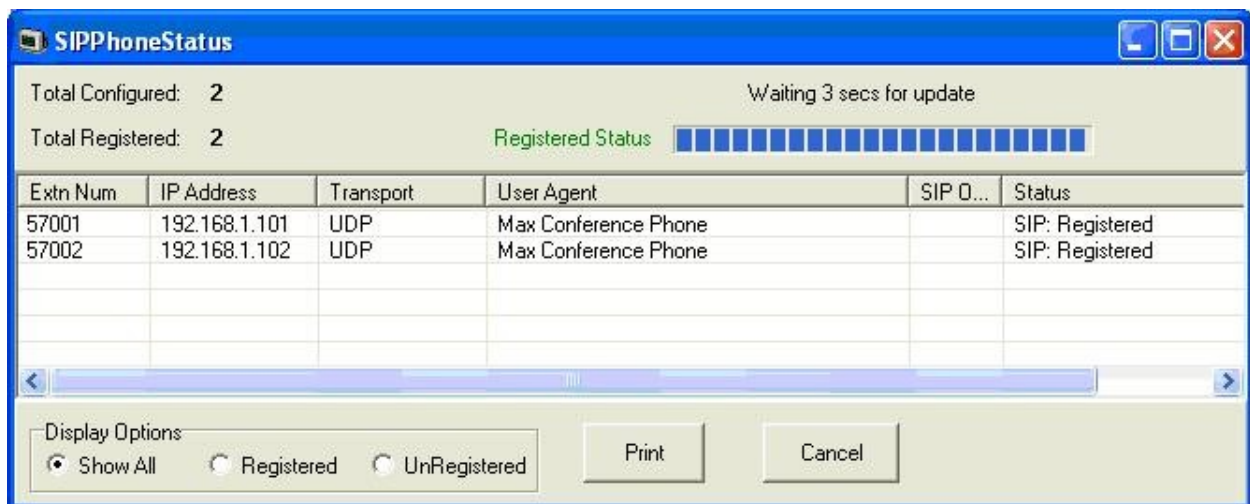 SIPPhoneStatus
Total Configured: 2
Waiting 3 secs for update
Total Registered: 2
Registered Status
Extn Num IP Address Transport User Agent SIP O... Status
57001 192.168.1.101 UDP Max Conference Phone SIP: Registered
57002 192.168.1.102 UDP Max Conference Phone SIP: Registered
Display Options
Show All Registered UnRegistered
Print
Cancel